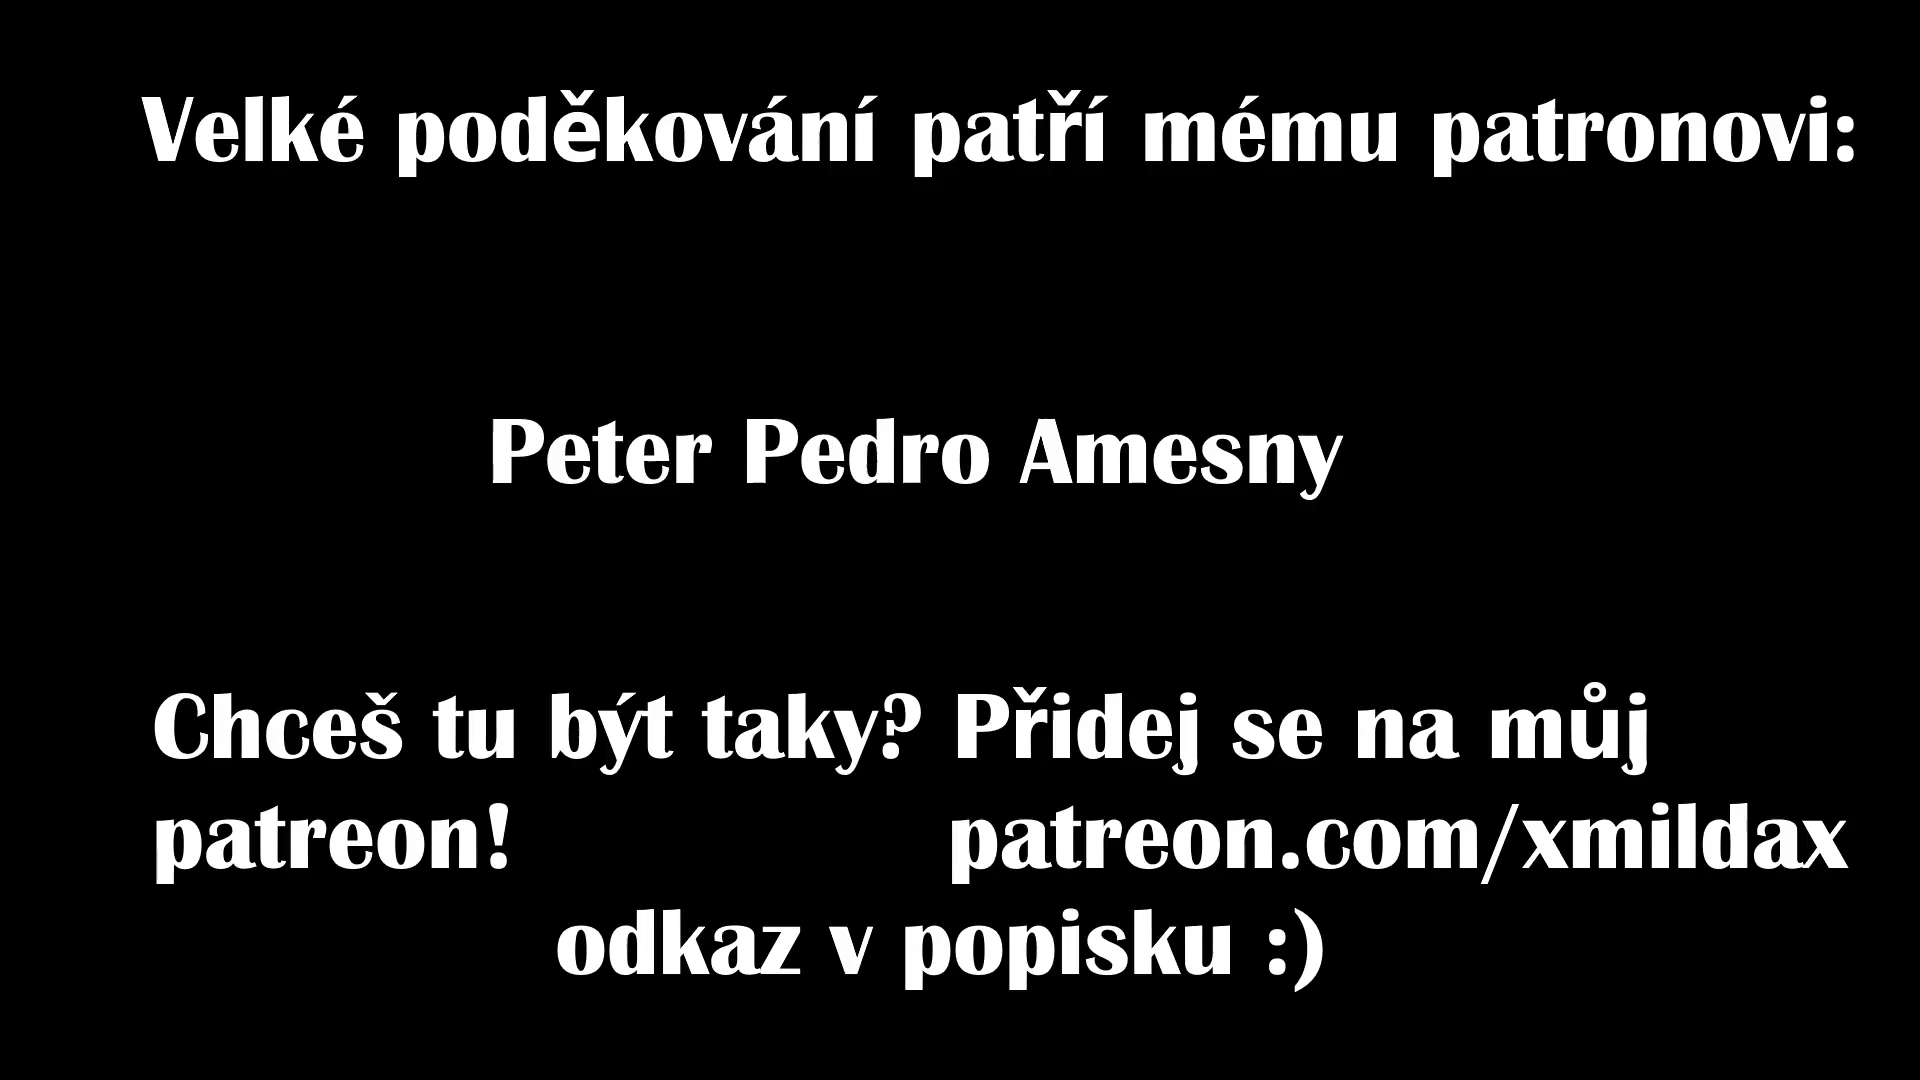 Velké poděkování patří mému patronovi:
Peter Pedro Amesny
Chceš tu být taky? Přidej se na můj
patreon! patreon.com/xmildax
odkaz v popisku :)